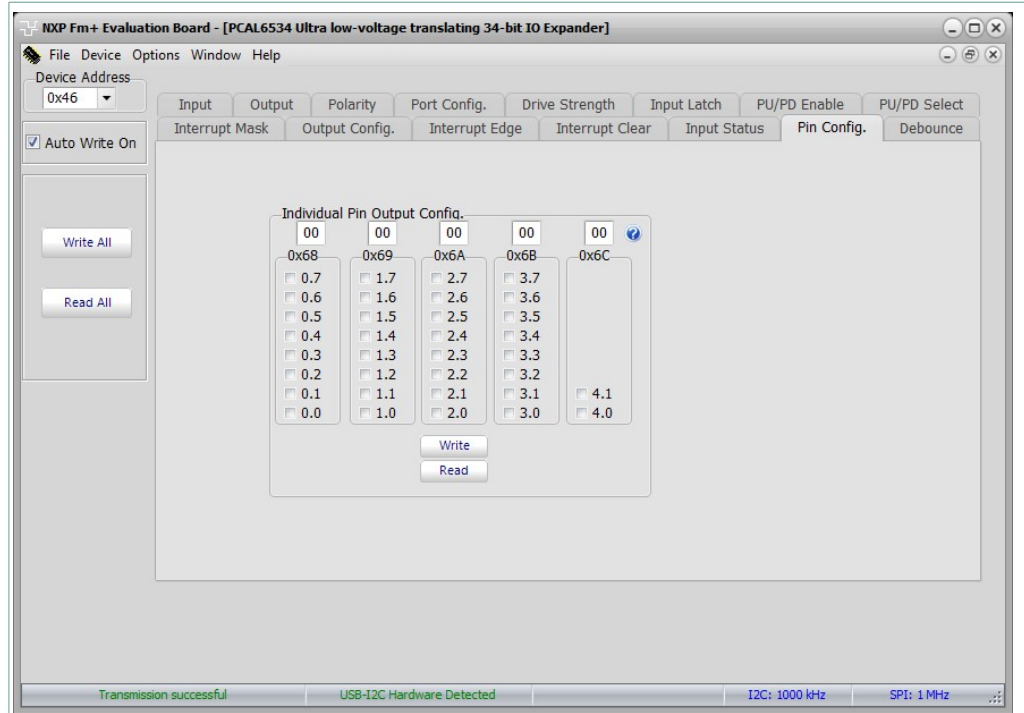 NXP Fm+ Evaluation Board - [PCAL6534 Ultra low-voltage translating 34-bit IO Expander]
File Device Options Window Help
Device Address
0x46
Auto Write On
Write All
Read All
Input Output Polarity Port Config. Drive Strength Input Latch PU/PD Enable PU/PD Select
Interrupt Mask Output Config. Interrupt Edge Interrupt Clear Input Status Pin Config. Debounce
Individual Pin Output Config.
00 00 00 00 00 ?
0x68 0x69 0x6A 0x6B 0x6C
0.7 1.7 2.7 3.7
0.6 1.6 2.6 3.6
0.5 1.5 2.5 3.5
0.4 1.4 2.4 3.4
0.3 1.3 2.3 3.3
0.2 1.2 2.2 3.2
0.1 1.1 2.1 3.1 4.1
0.0 1.0 2.0 3.0 4.0
Write
Read
Transmission successful USB-I2C Hardware Detected I2C: 1000 kHz SPI: 1 MHz